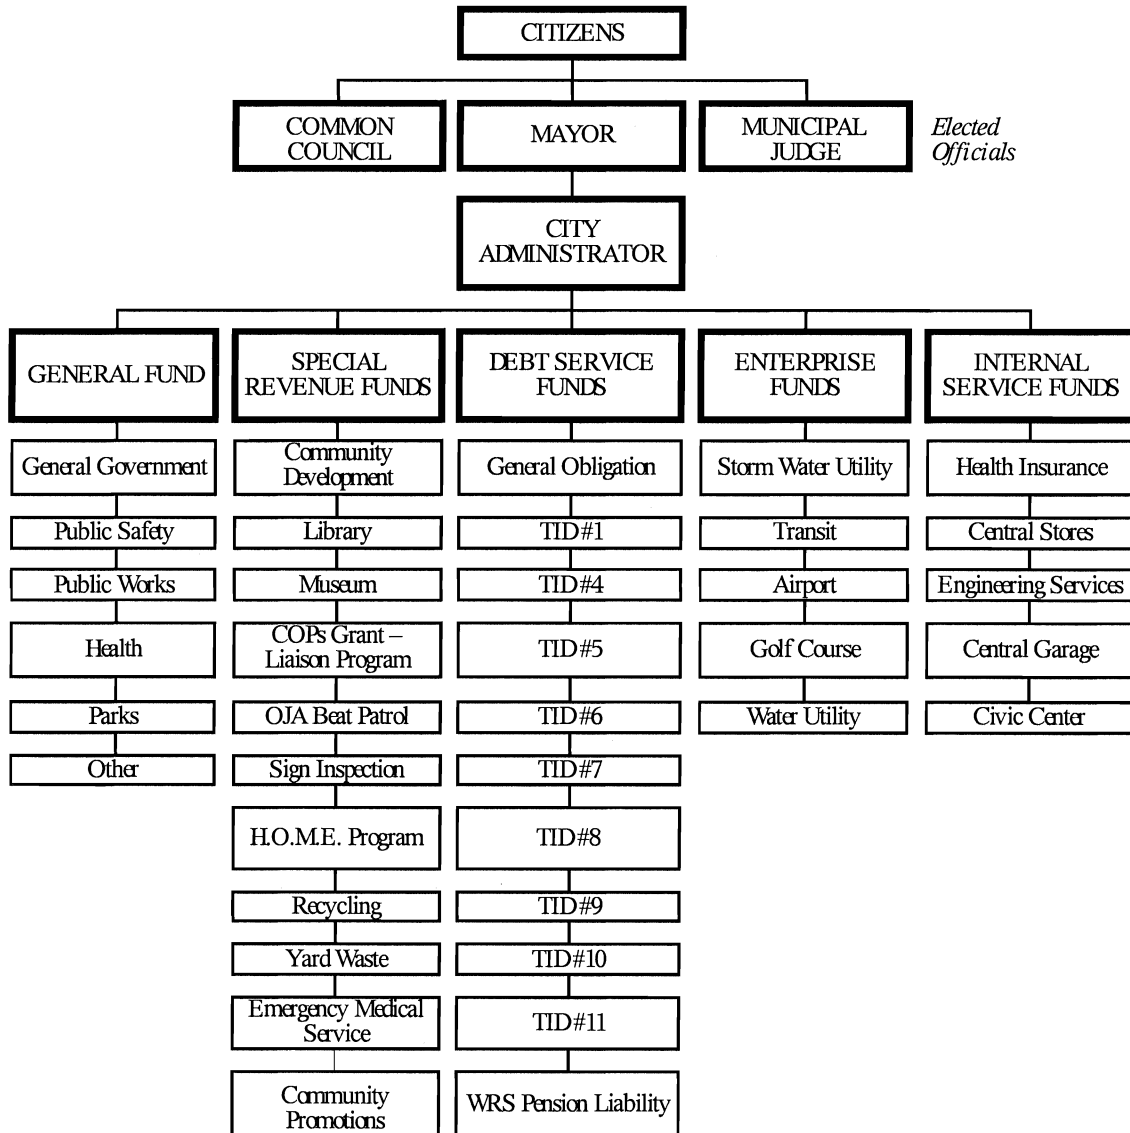 CITIZENS
COMMON
COUNCIL
MAYOR
MUNICIPAL
JUDGE
Elected
Officials
CITY
ADMINISTRATOR
GENERAL FUND
SPECIAL
REVENUE FUNDS
DEBT SERVICE
FUNDS
ENTERPRISE
FUNDS
INTERNAL
SERVICE FUNDS
General Government
Public Safety
Public Works
Health
Parks
Other
Community
Development
Library
Museum
COPs Grant –
Liaison Program
OJA Beat Patrol
Sign Inspection
H.O.M.E. Program
Recycling
Yard Waste
Emergency Medical
Service
Community
Promotions
General Obligation
TID#1
TID#4
TID#5
TID#6
TID#7
TID#8
TID#9
TID#10
TID#11
WRS Pension Liability
Storm Water Utility
Transit
Airport
Golf Course
Water Utility
Health Insurance
Central Stores
Engineering Services
Central Garage
Civic Center